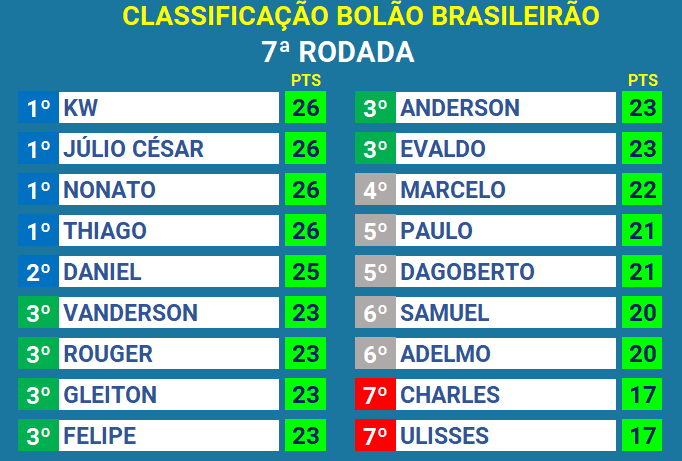 CLASSIFICAÇÃO BOLÃO BRASILEIRÃO
7ª RODADA
PTS
1º KW 26
1º JÚLIO CÉSAR 26
1º NONATO 26
1º THIAGO 26
2º DANIEL 25
3º VANDERSON 23
3º ROUGER 23
3º GLEITON 23
3º FELIPE 23
PTS
3º ANDERSON 23
3º EVALDO 23
4º MARCELO 22
5º PAULO 21
5º DAGOBERTO 21
6º SAMUEL 20
6º ADELMO 20
7º CHARLES 17
7º ULISSES 17